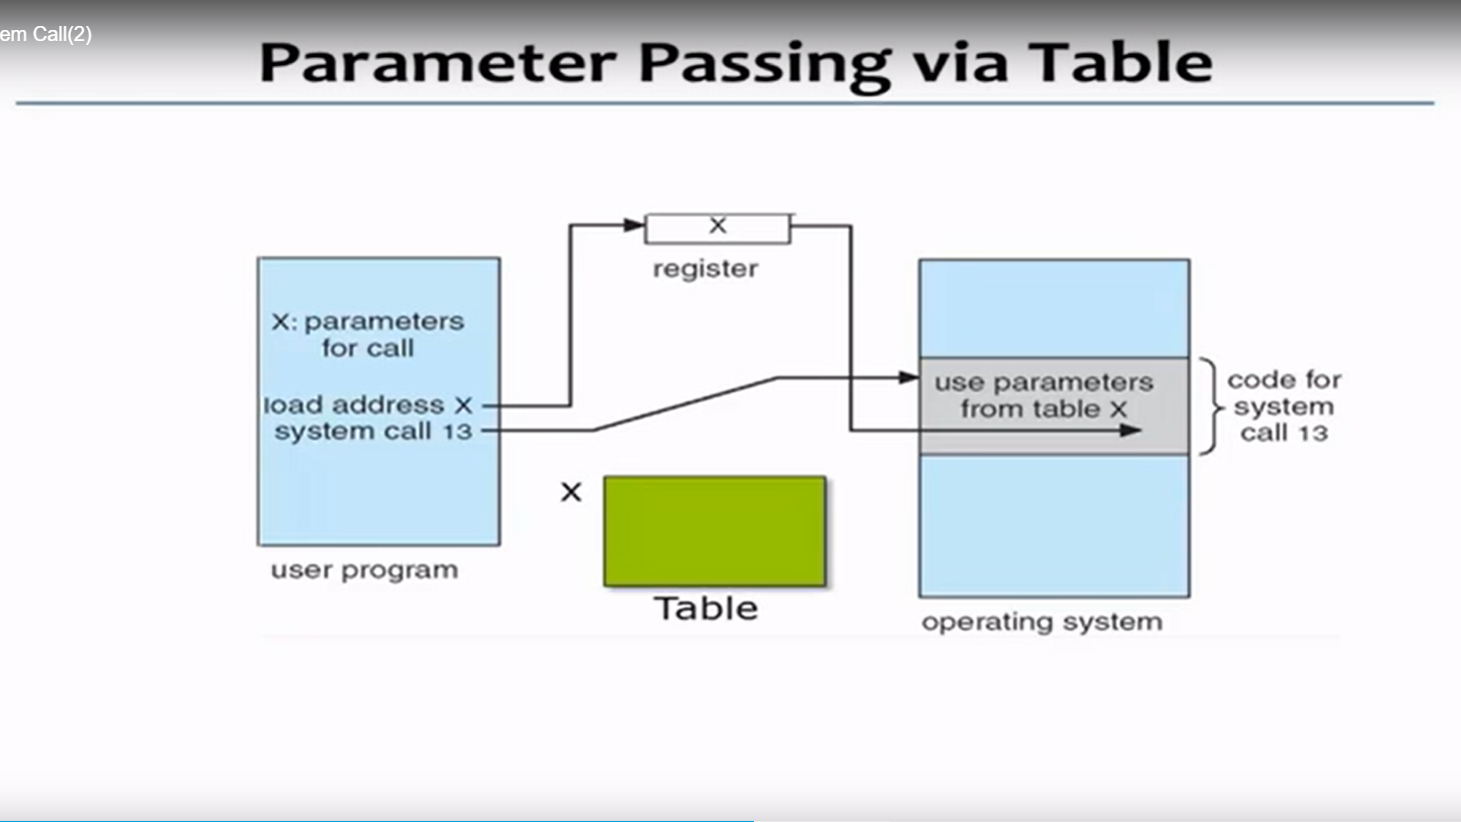 em Call(2)
Parameter Passing via Table
X
register
X: parameters
for call
load address X
system call 13
user program
X
Table
use parameters
from table X
operating system
code for
system
call 13